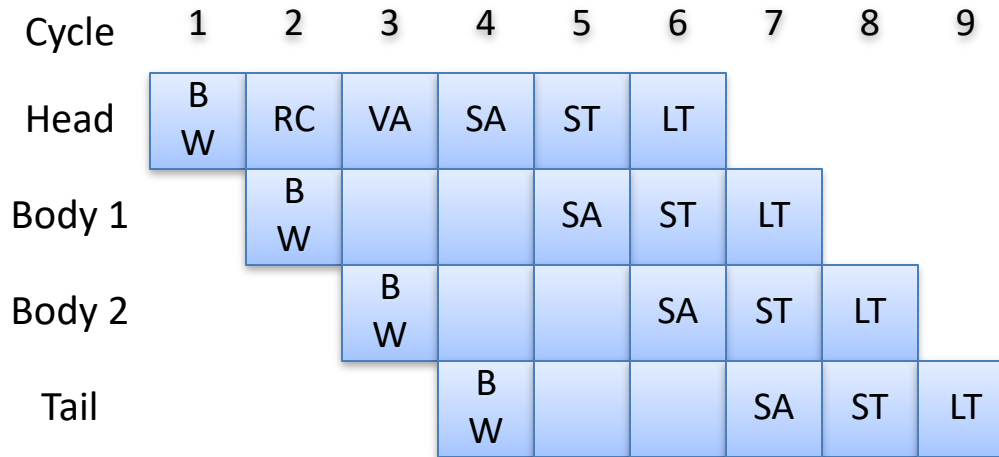 Cycle 1 2 3 4 5 6 7 8 9
Head B W RC VA SA ST LT
Body 1 B W SA ST LT
Body 2 B W SA ST LT
Tail B W SA ST LT